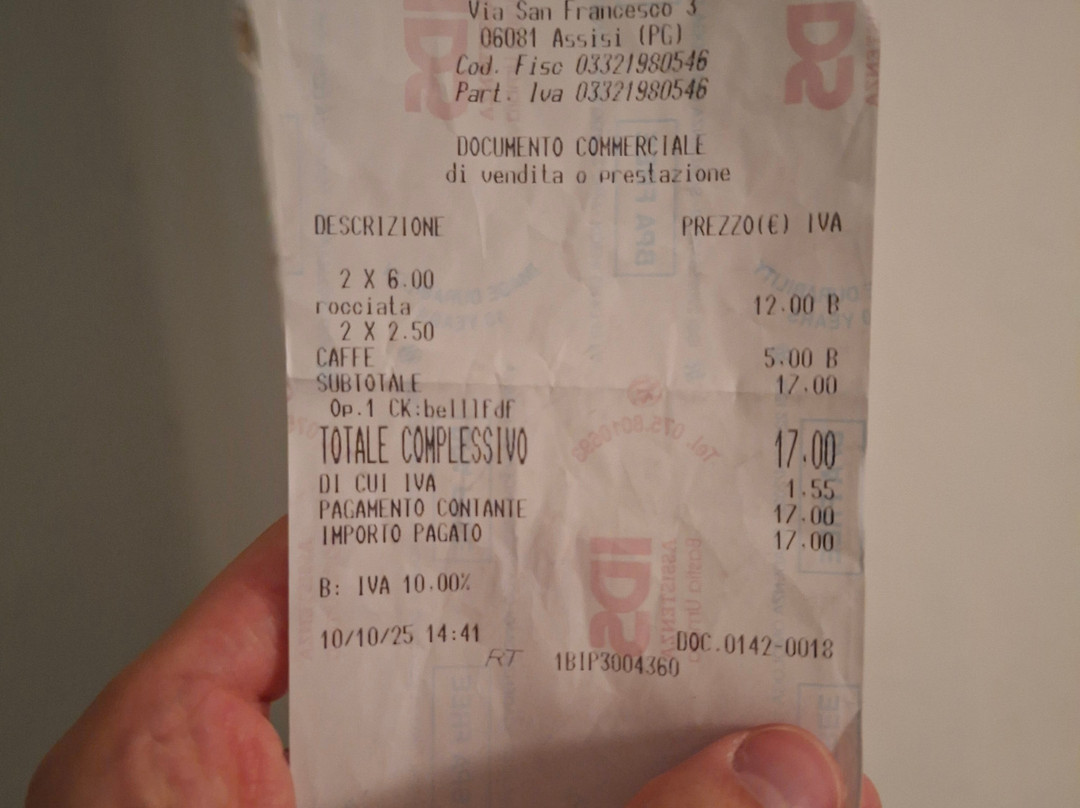 Via San Francesco 3
06081 Assisi (PG)
Cod. Fisc 03321980546
Part. Iva 03321980546
DOCUMENTO COMMERCIALE
di vendita o prestazione
DESCRIZIONE PREZZO(€) IVA
2 X 6.00
rocciata 12.00 B
2 X 2.50
CAFFE 5.00 B
SUBTOTALE 17.00
Op.1 CK:be111fdf
TOTALE COMPLESSIVO 17.00
DI CUI IVA 1.55
PAGAMENTO CONTANTE 17.00
IMPORTO PAGATO 17.00
B: IVA 10.00%
10/10/25 14:41 DOC.0142-0018
RT 1BIP3004360